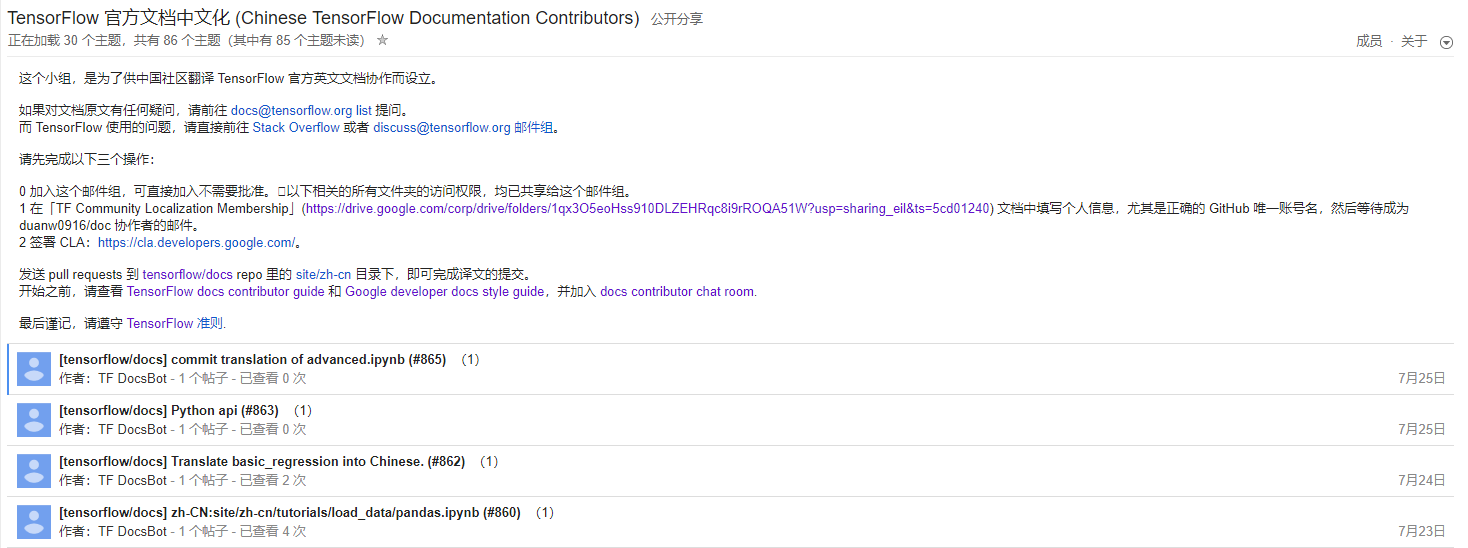 TensorFlow 官方文档中文化 (Chinese TensorFlow Documentation Contributors) 公开分享
正在加载 30 个主题，共有 86 个主题（其中有 85 个主题未读） ☆
成员 · 关于
这个小组，是为了供中国社区翻译 TensorFlow 官方英文文档协作而设立。
如果对文档原文有任何疑问，请前往 docs@tensorflow.org list 提问。
而 TensorFlow 使用的问题，请直接前往 Stack Overflow 或者 discuss@tensorflow.org 邮件组。
请先完成以下三个操作：
0 加入这个邮件组，可直接加入不需要批准。以下相关的所有文件夹的访问权限，均已共享给这个邮件组。
1 在「TF Community Localization Membership」(https://drive.google.com/corp/drive/folders/1qx3O5eoHss910DLZEHRqc8i9rROQA51W?usp=sharing_eil&ts=5cd01240) 文档中填写个人信息，尤其是正确的 GitHub 唯一账号名，然后等待成为
duanw0916/doc 协作者的邮件。
2 签署 CLA：https://cla.developers.google.com/。
发送 pull requests 到 tensorflow/docs repo 里的 site/zh-cn 目录下，即可完成译文的提交。
开始之前，请查看 TensorFlow docs contributor guide 和 Google developer docs style guide，并加入 docs contributor chat room.
最后谨记，请遵守 TensorFlow 准则.
[tensorflow/docs] commit translation of advanced.ipynb (#865) （1）
作者：TF DocsBot - 1 个帖子 - 已查看 0 次
7月25日
[tensorflow/docs] Python api (#863) （1）
作者：TF DocsBot - 1 个帖子 - 已查看 0 次
7月25日
[tensorflow/docs] Translate basic_regression into Chinese. (#862) （1）
作者：TF DocsBot - 1 个帖子 - 已查看 2 次
7月24日
[tensorflow/docs] zh-CN:site/zh-cn/tutorials/load_data/pandas.ipynb (#860) （1）
作者：TF DocsBot - 1 个帖子 - 已查看 4 次
7月23日